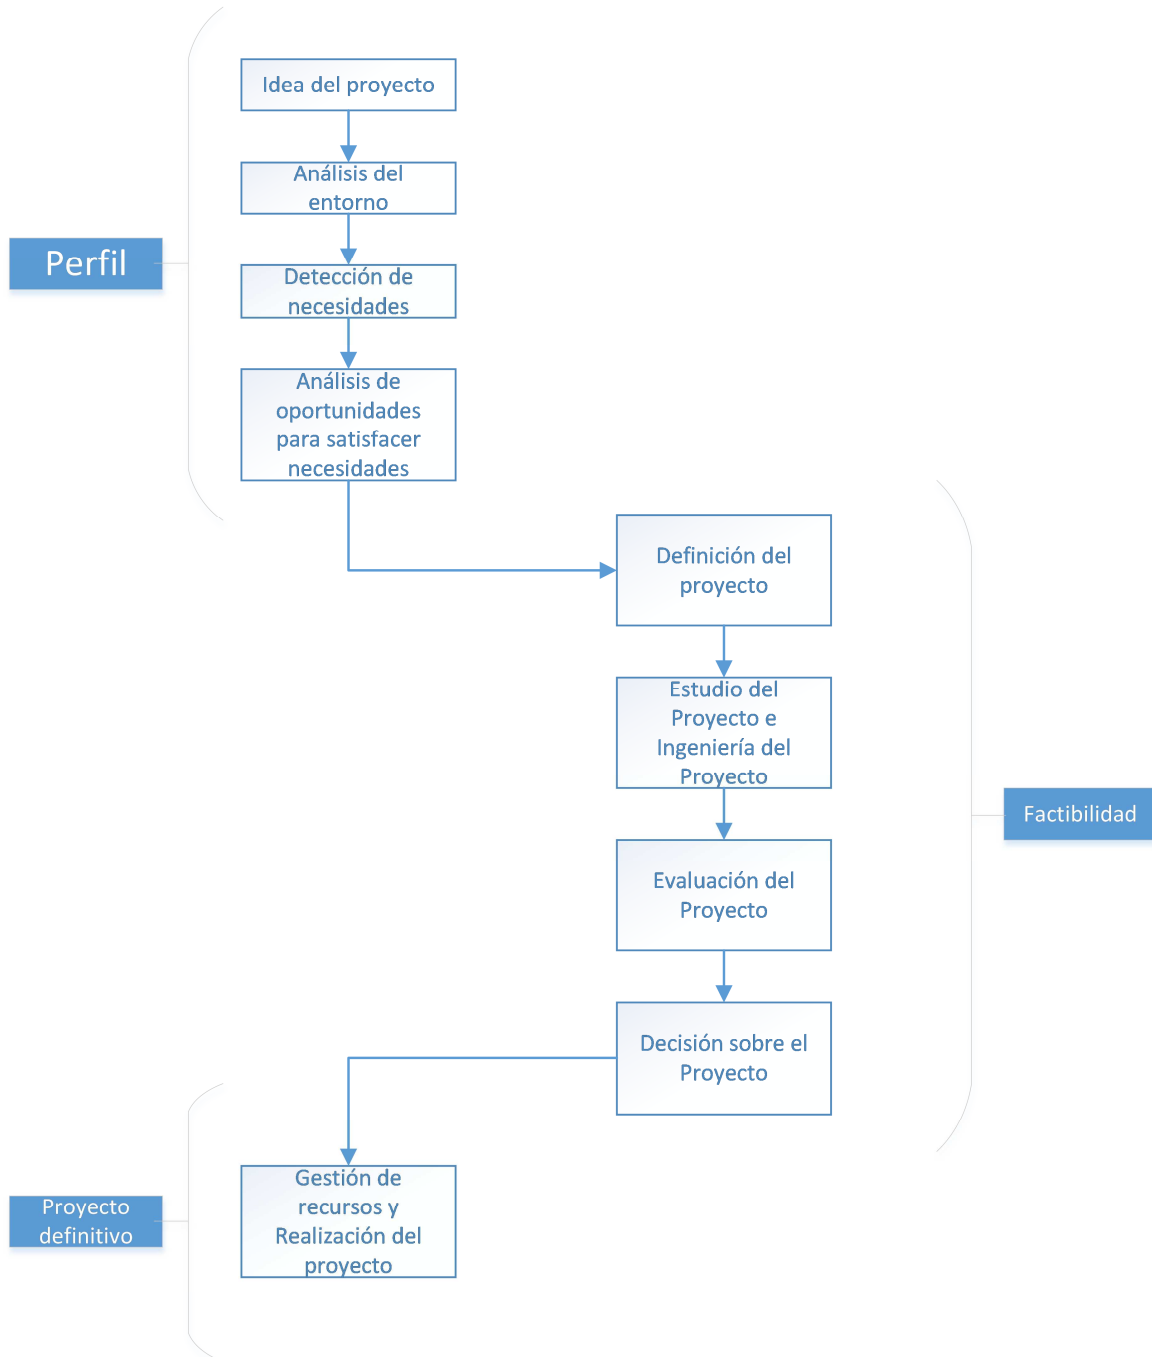 Idea del proyecto
Análisis del
entorno
Perfil
Detección de
necesidades
Análisis de
oportunidades
para satisfacer
necesidades
Definición del
proyecto
Estudio del
Proyecto e
Ingeniería del
Proyecto
Factibilidad
Evaluación del
Proyecto
Decisión sobre el
Proyecto
Proyecto
definitivo
Gestión de
recursos y
Realización del
proyecto